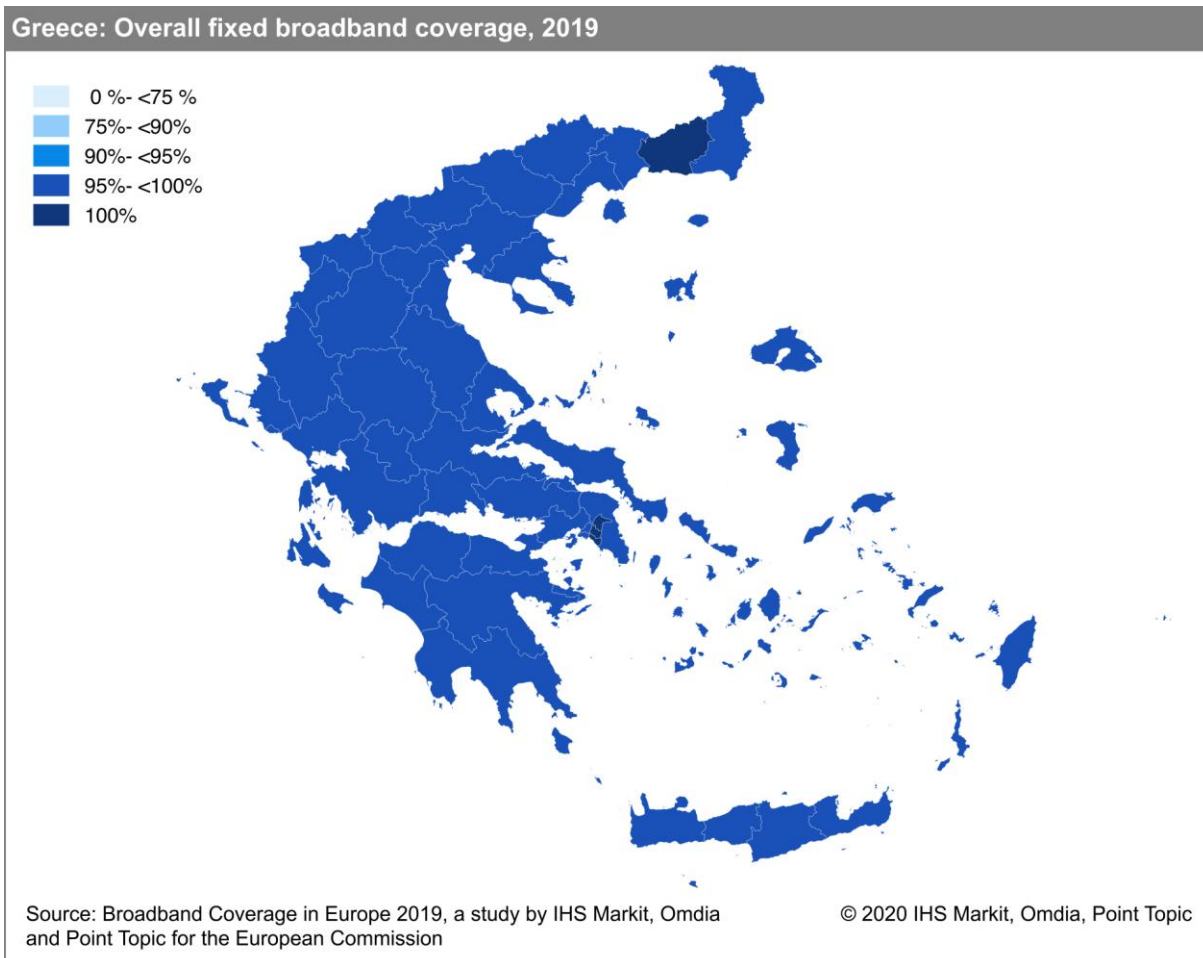 Greece: Overall fixed broadband coverage, 2019
0 %- <75 %
75%- <90%
90%- <95%
95%- <100%
100%
Source: Broadband Coverage in Europe 2019, a study by IHS Markit, Omdia
and Point Topic for the European Commission
© 2020 IHS Markit, Omdia, Point Topic